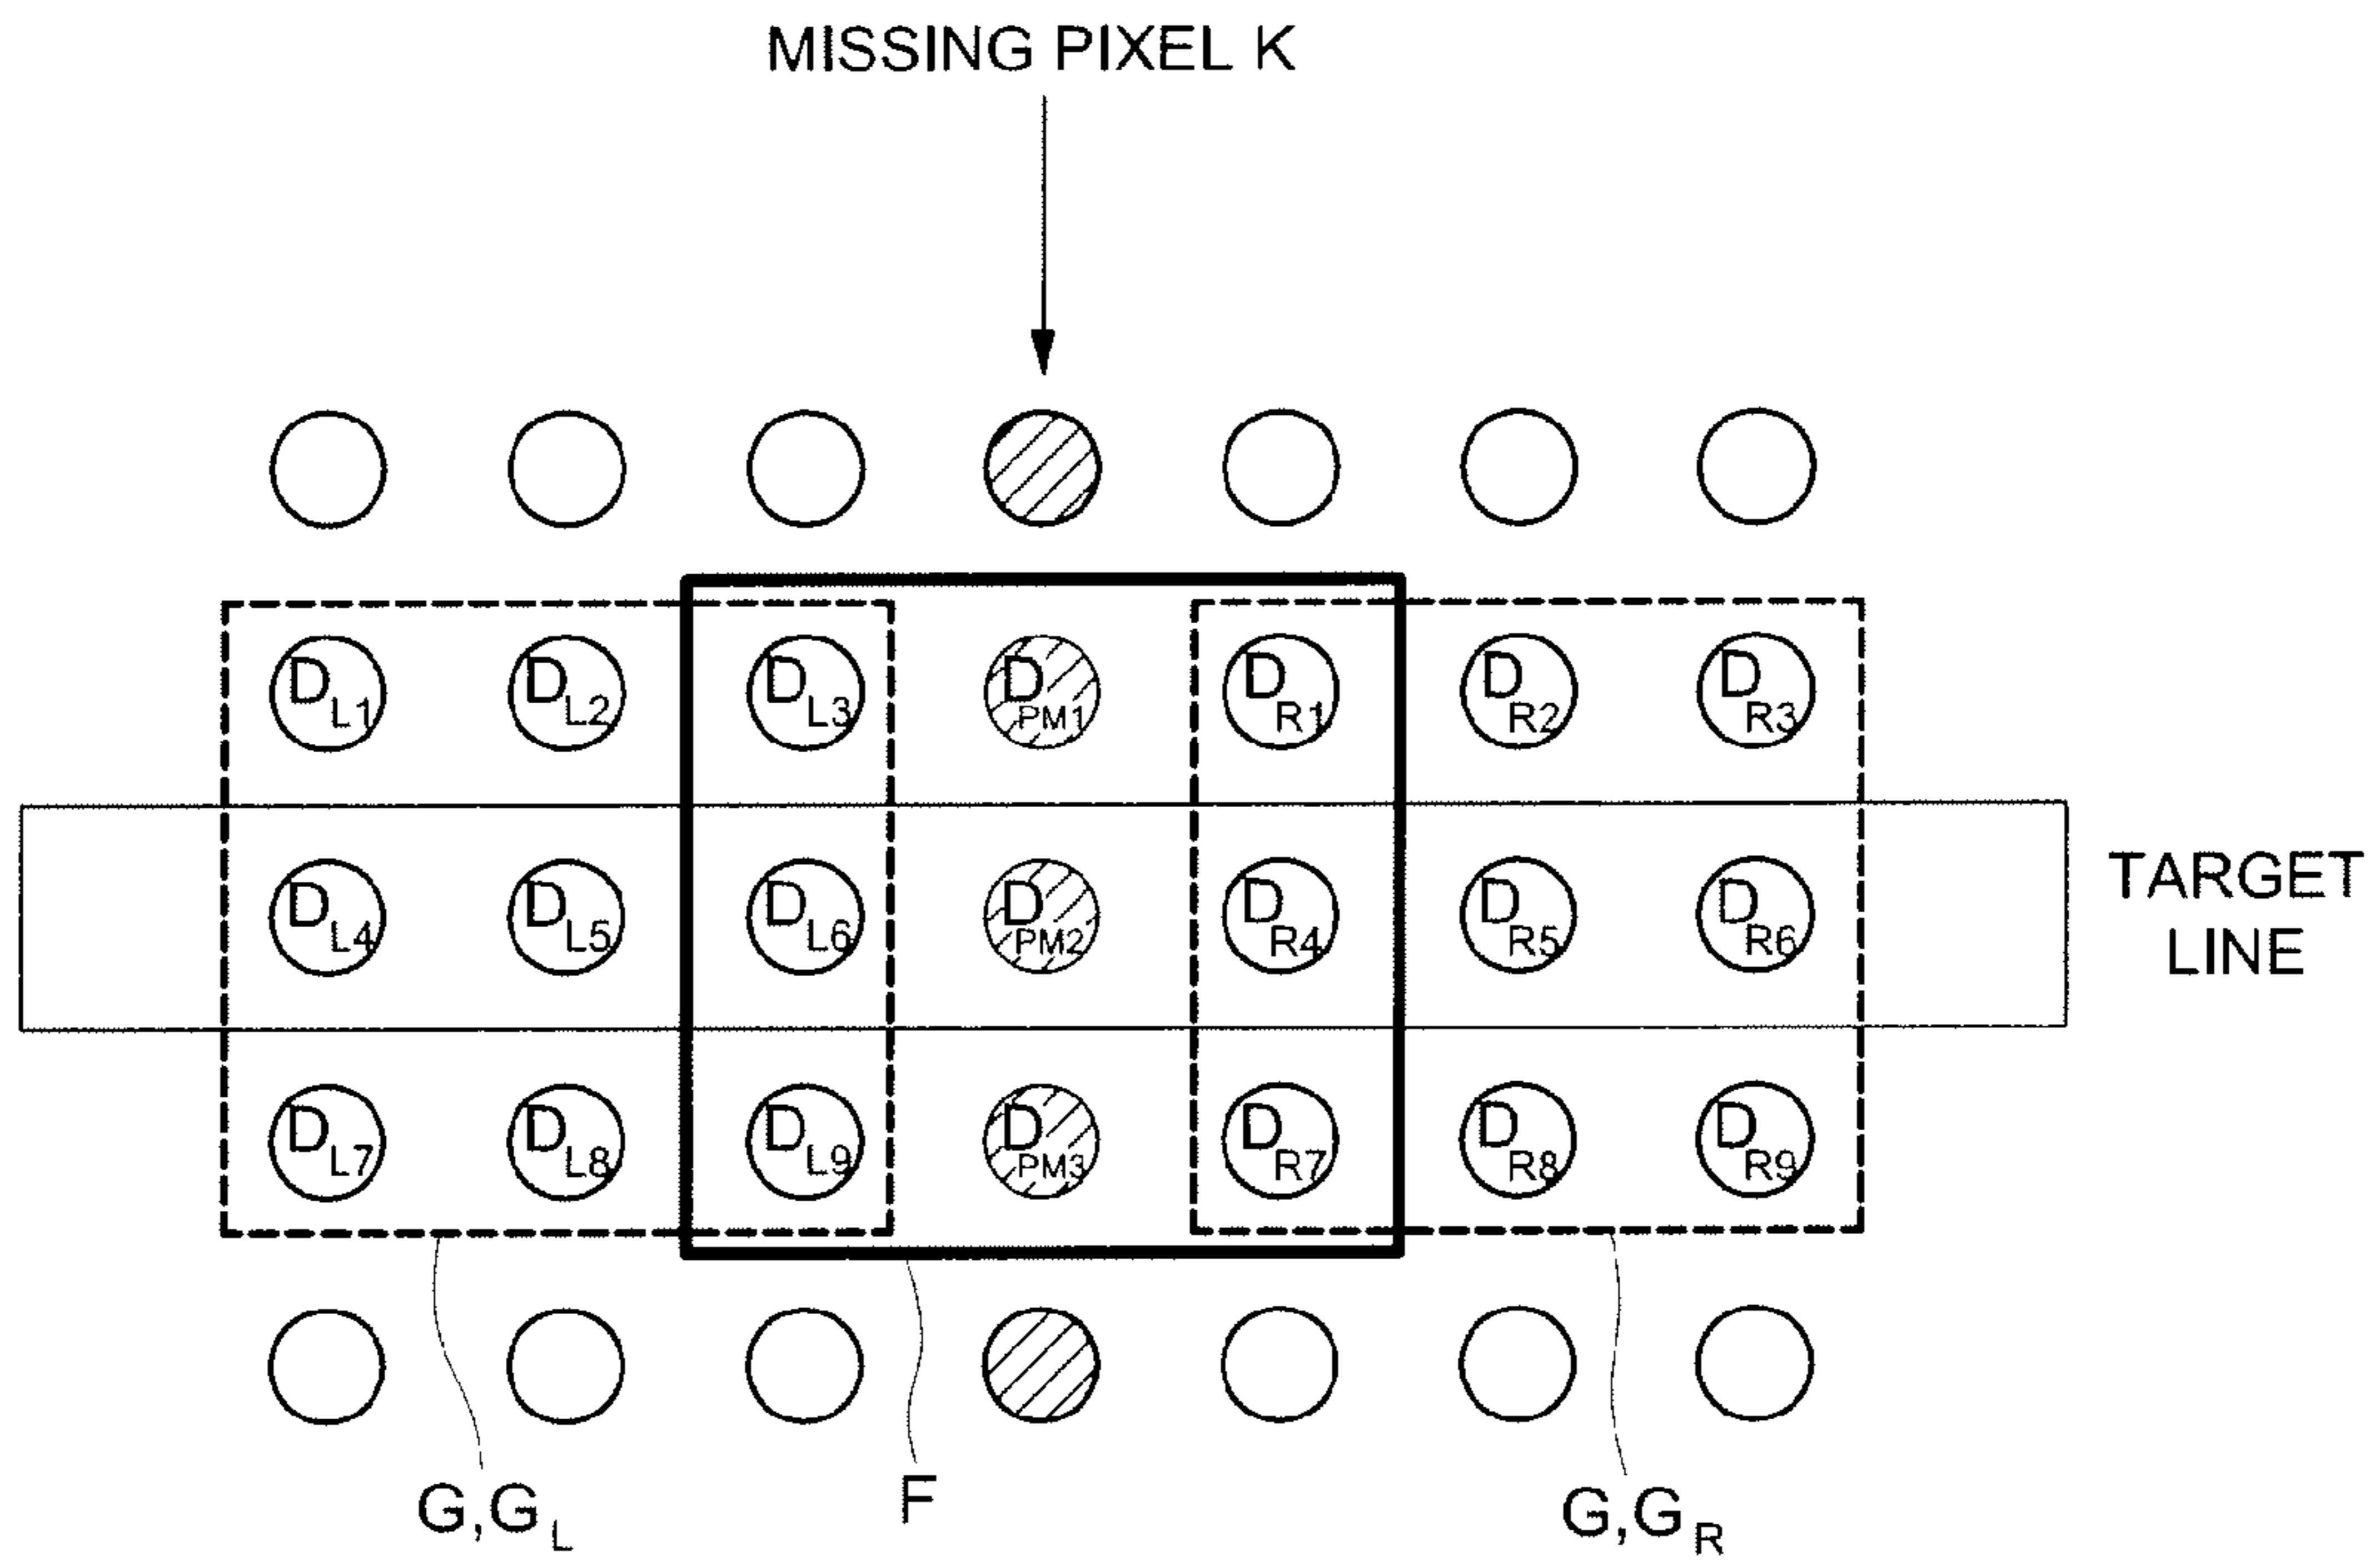 MISSING PIXEL K
DL1 DL2 DL3 DPM1 DR1 DR2 DR3
DL4 DL5 DL6 DPM2 DR4 DR5 DR6
TARGET
LINE
DL7 DL8 DL9 DPM3 DR7 DR8 DR9
G,GL F G,GR